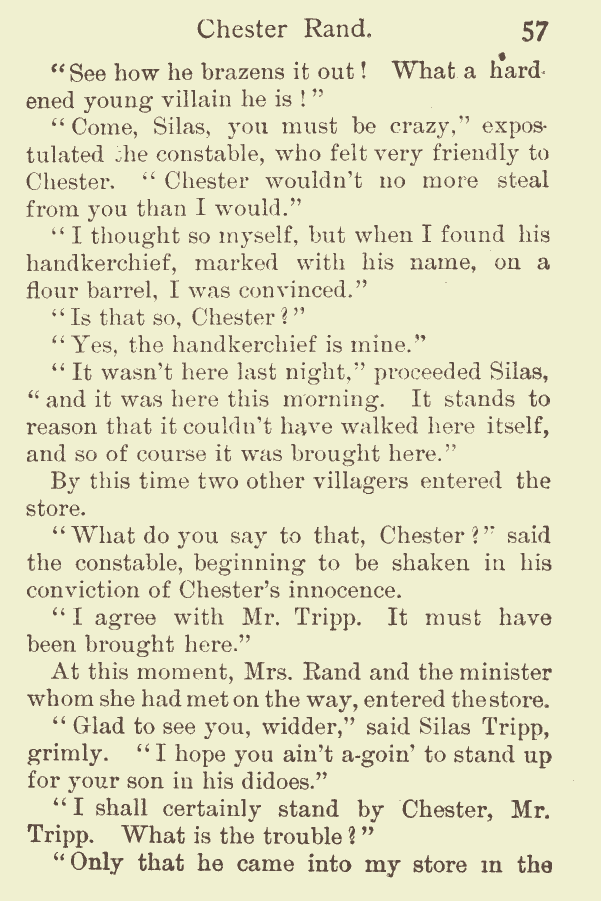 Chester Rand. 57
“See how he brazens it out! What a hard-
ened young villain he is!”
“Come, Silas, you must be crazy,” expos-
tulated the constable, who felt very friendly to
Chester. “Chester wouldn’t no more steal
from you than I would.”
“I thought so myself, but when I found his
handkerchief, marked with his name, on a
flour barrel, I was convinced.”
“Is that so, Chester?”
“Yes, the handkerchief is mine.”
“It wasn’t here last night,” proceeded Silas,
“and it was here this morning. It stands to
reason that it couldn’t have walked here itself,
and so of course it was brought here.”
By this time two other villagers entered the
store.
“What do you say to that, Chester?” said
the constable, beginning to be shaken in his
conviction of Chester’s innocence.
“I agree with Mr. Tripp. It must have
been brought here.”
At this moment, Mrs. Rand and the minister
whom she had met on the way, entered the store.
“Glad to see you, widder,” said Silas Tripp,
grimly. “I hope you ain’t a-goin’ to stand up
for your son in his didoes.”
“I shall certainly stand by Chester, Mr.
Tripp. What is the trouble?”
“Only that he came into my store in the